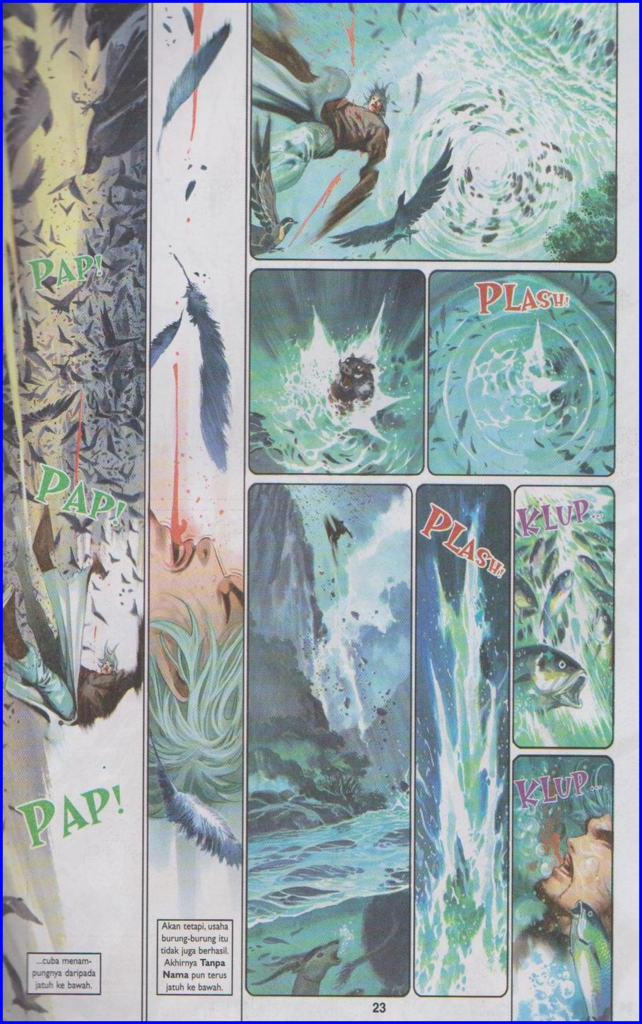 PAP!
PAP!
PAP!
...cuba menam-
pungnya daripada
jatuh ke bawah.
Akan tetapi, usaha
burung-burung itu
tidak juga berhasil.
Akhirnya Tanpa
Nama pun terus
jatuh ke bawah.
PLASH!
PLASH!
KLUP...
KLUP...
23